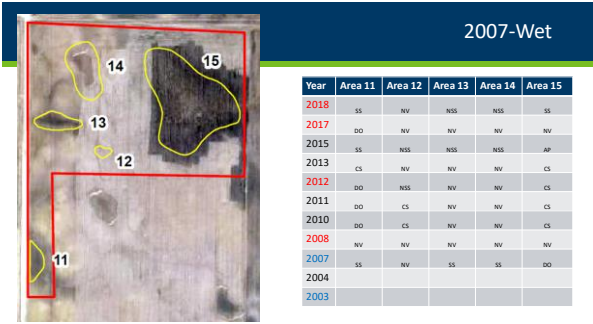 2007-Wet
15
14
13
12
11
Year Area 11 Area 12 Area 13 Area 14 Area 15
2018 SS NV NSS NSS SS
2017 DO NV NV NV NV
2015 SS NSS NSS NSS AP
2013 CS NV NV NV CS
2012 DO NSS NV NV CS
2011 DO CS NV NV CS
2010 DO CS NV NV CS
2008 NV NV NV NV NV
2007 SS NV SS SS DO
2004
2003